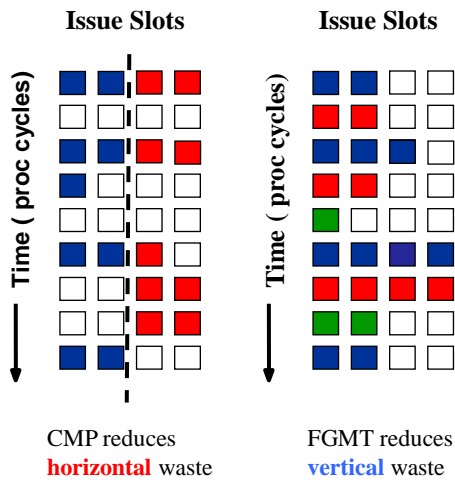 Issue Slots
Time ( proc cycles)
CMP reduces
horizontal waste
Issue Slots
Time ( proc cycles)
FGMT reduces
vertical waste